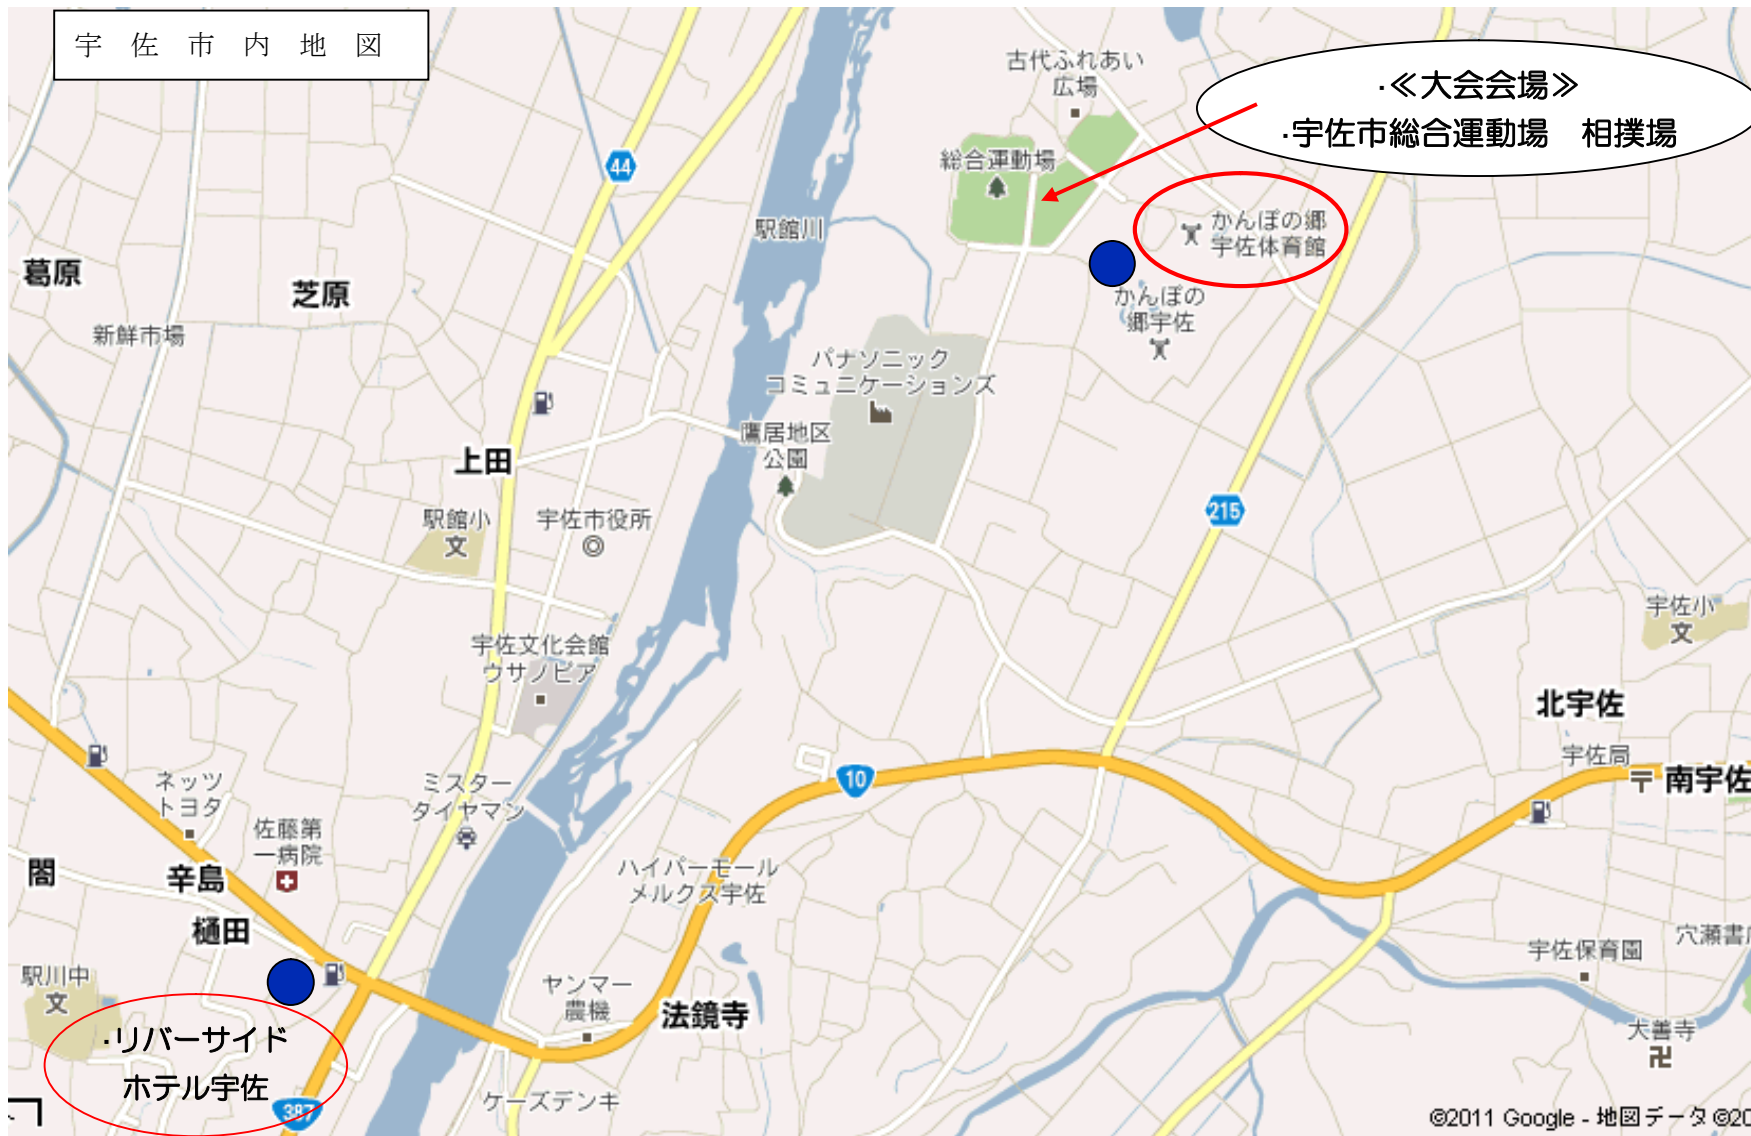 宇 佐 市 内 地 図
古代ふれあい
広場
・≪大会会場≫
・宇佐市総合運動場　相撲場
44
総合運動場
駅館川
かんぽの郷
宇佐体育館
葛原
芝原
かんぽの
郷宇佐
新鮮市場
パナソニック
コミュニケーションズ
鷹居地区
公園
上田
215
駅館小
文
宇佐市役所
宇佐小
文
宇佐文化会館
ウサノピア
北宇佐
宇佐局
南宇佐
10
ネッツ
トヨタ
ミスター
タイヤマン
佐藤第
一病院
ハイパーモール
メルクス宇佐
閤
辛島
樋田
宇佐保育園
穴瀬書店
駅川中
文
ヤンマー
農機
法鏡寺
大善寺
・リバーサイド
ホテル宇佐
387
ケーズデンキ
©2011 Google - 地図データ ©20